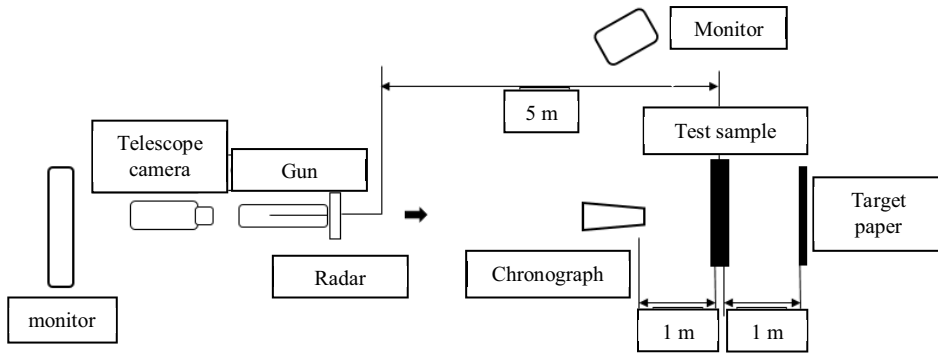 Monitor
5 m
Test sample
Telescope
camera
Gun
Target
paper
Radar
Chronograph
monitor
1 m
1 m